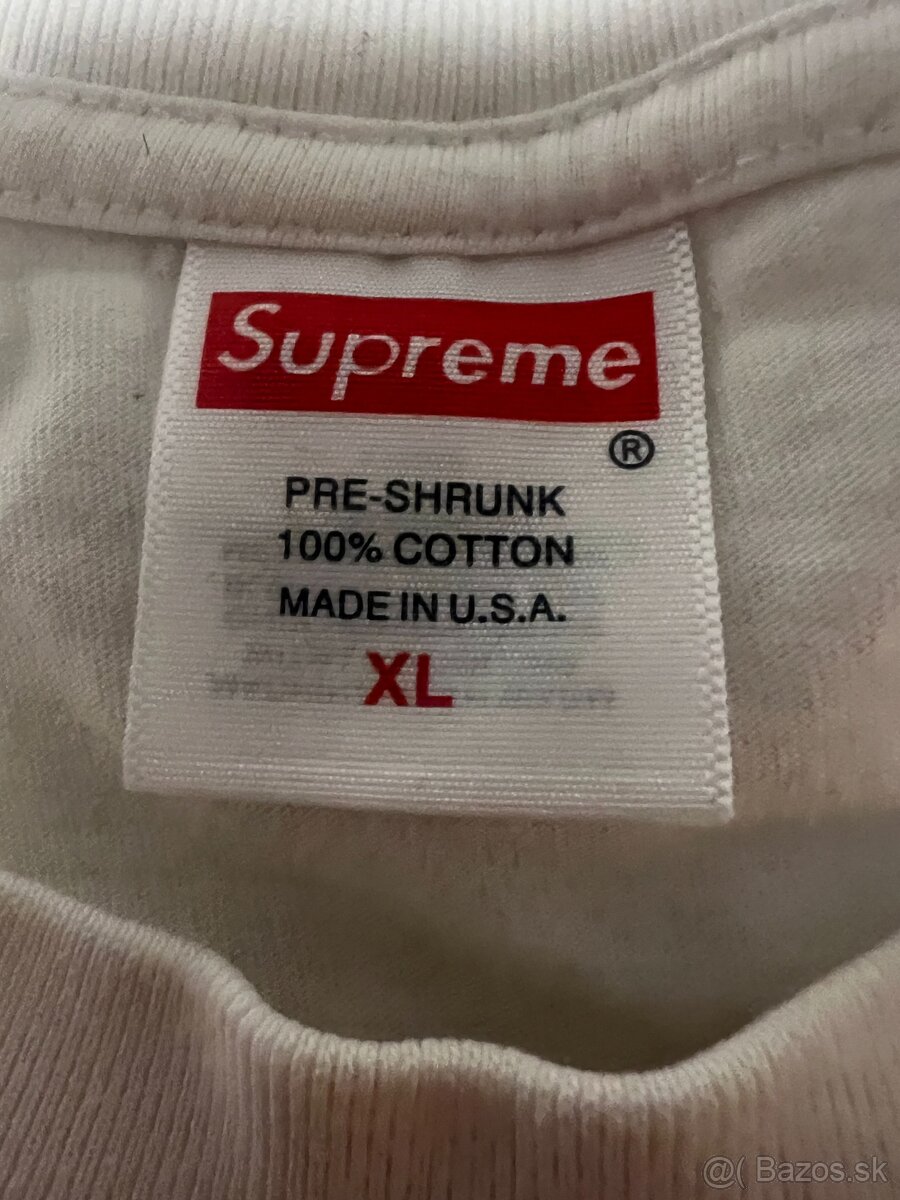 Supreme
®
PRE-SHRUNK
100% COTTON
MADE IN U.S.A.
XL
@( Bazos.sk